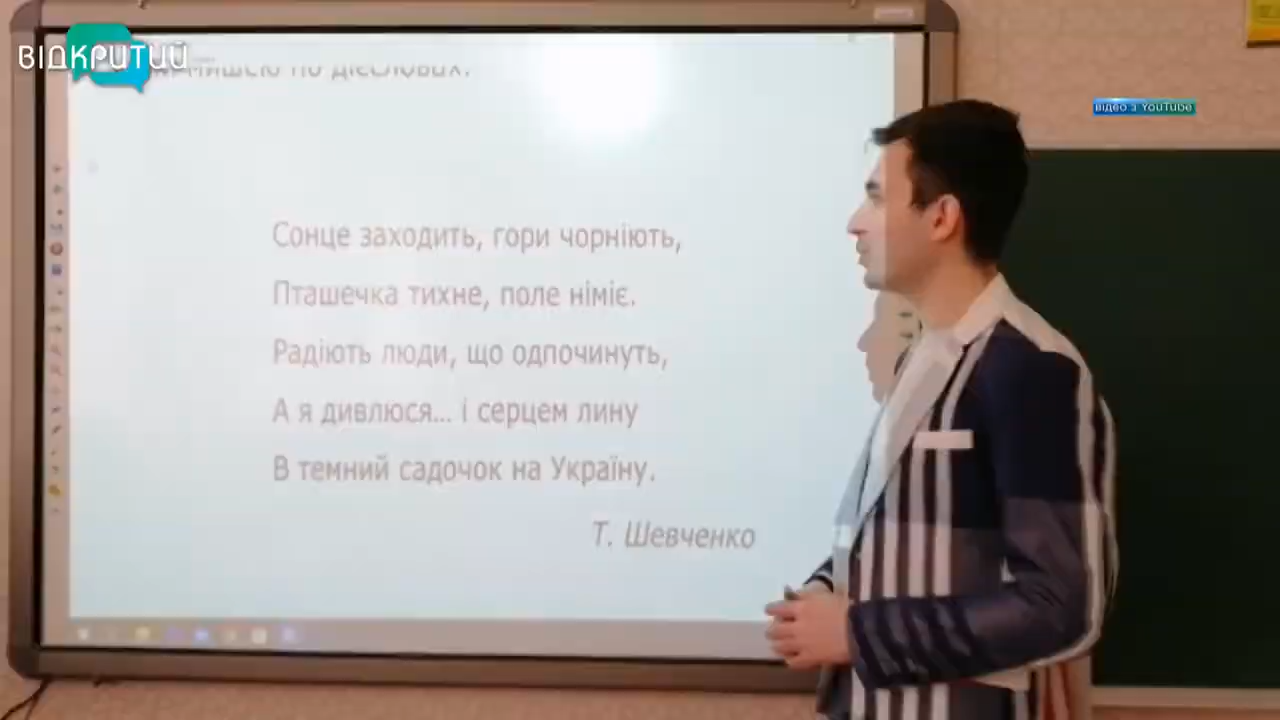 ВІДКРИТИЙ
відео з YouTube
Сонце заходить, гори чорніють,
Пташечка тихне, поле німіє.
Радіють люди, що одпочинуть,
А я дивлюся... і серцем лину
В темний садочок на Україну.
Т. Шевченко